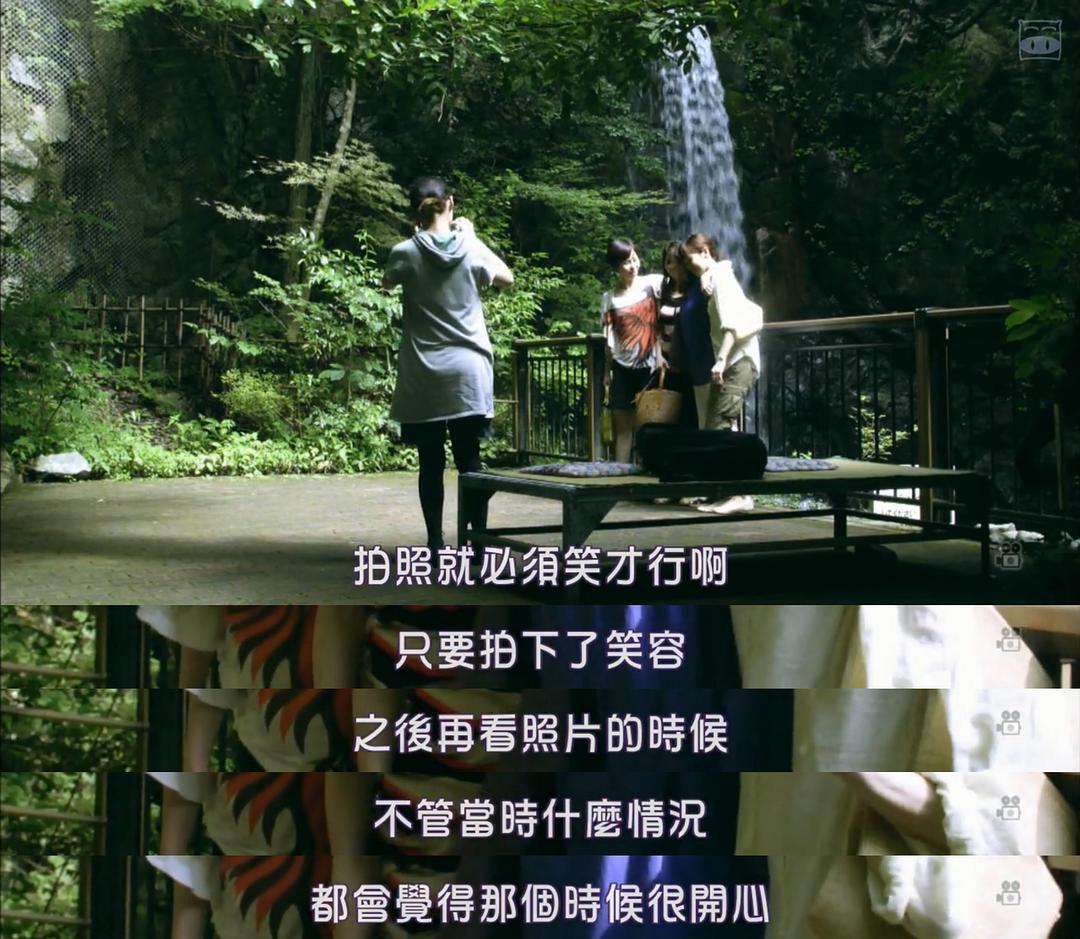 拍照就必須笑才行啊
只要拍下了笑容
之後再看照片的時候
不管當時什麼情況
都會覺得那個時候很開心